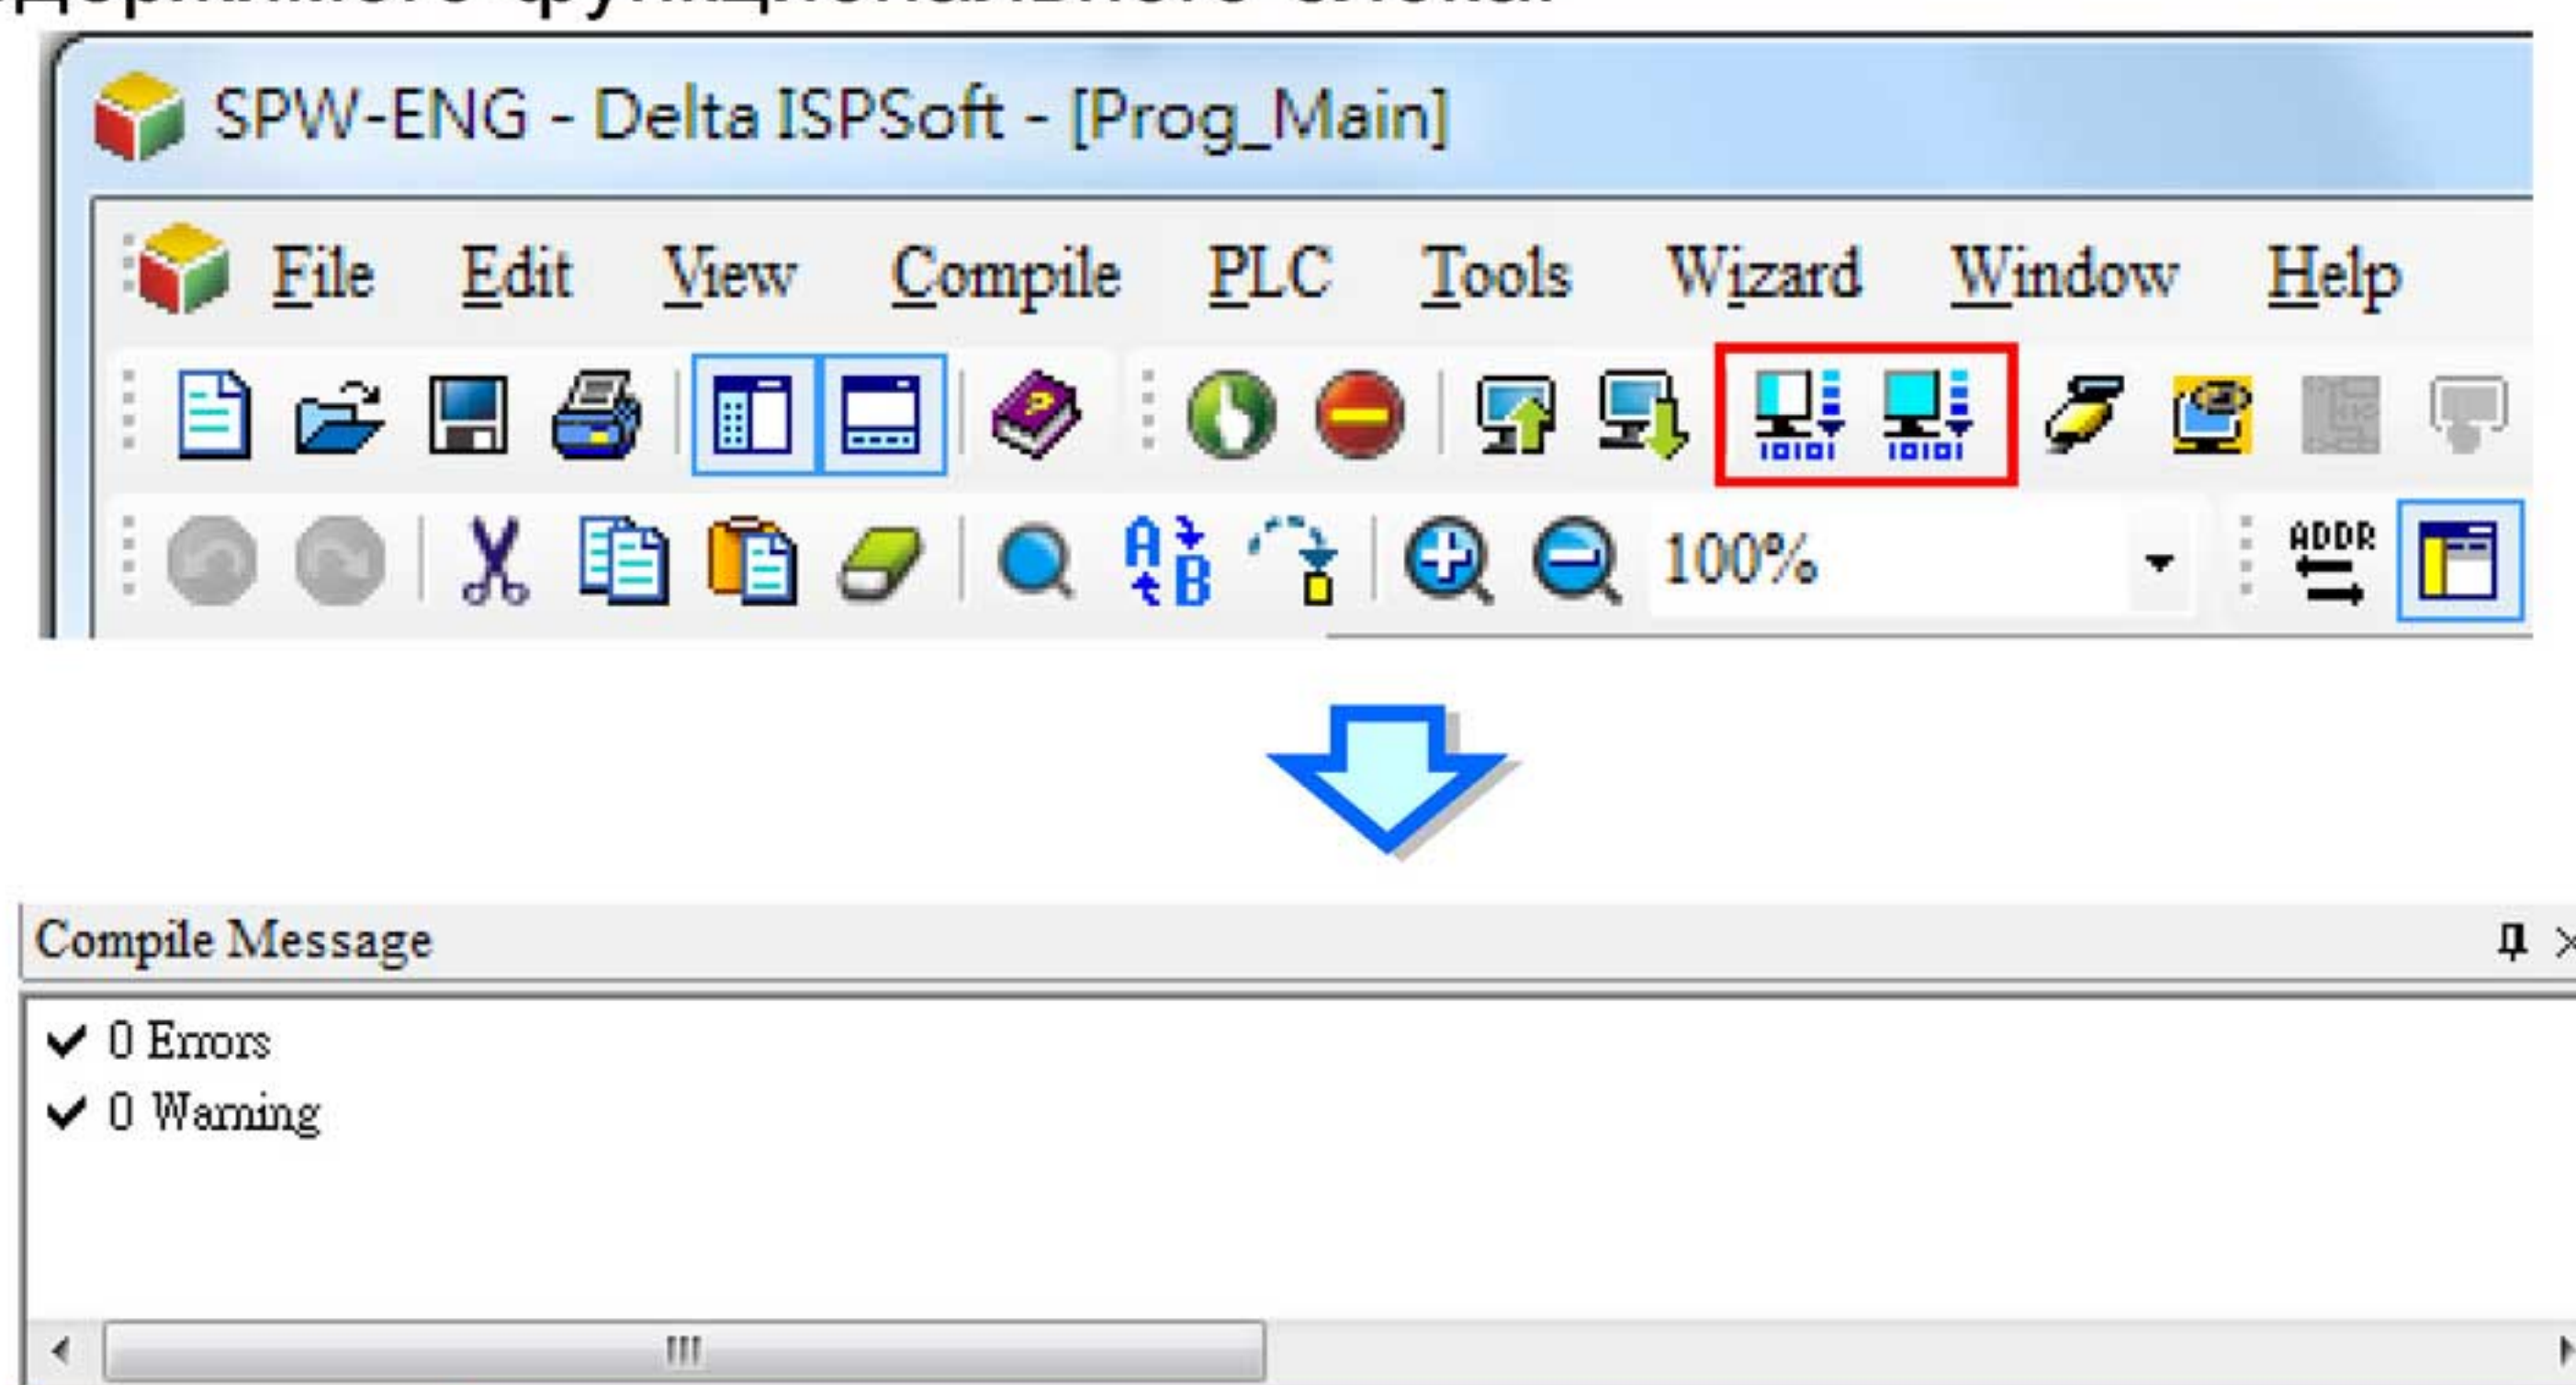 SPW-ENG - Delta ISPSoft - [Prog_Main]
File Edit View Compile PLC Tools Wizard Window Help
100% ADDR
Compile Message
0 Errors
0 Warning